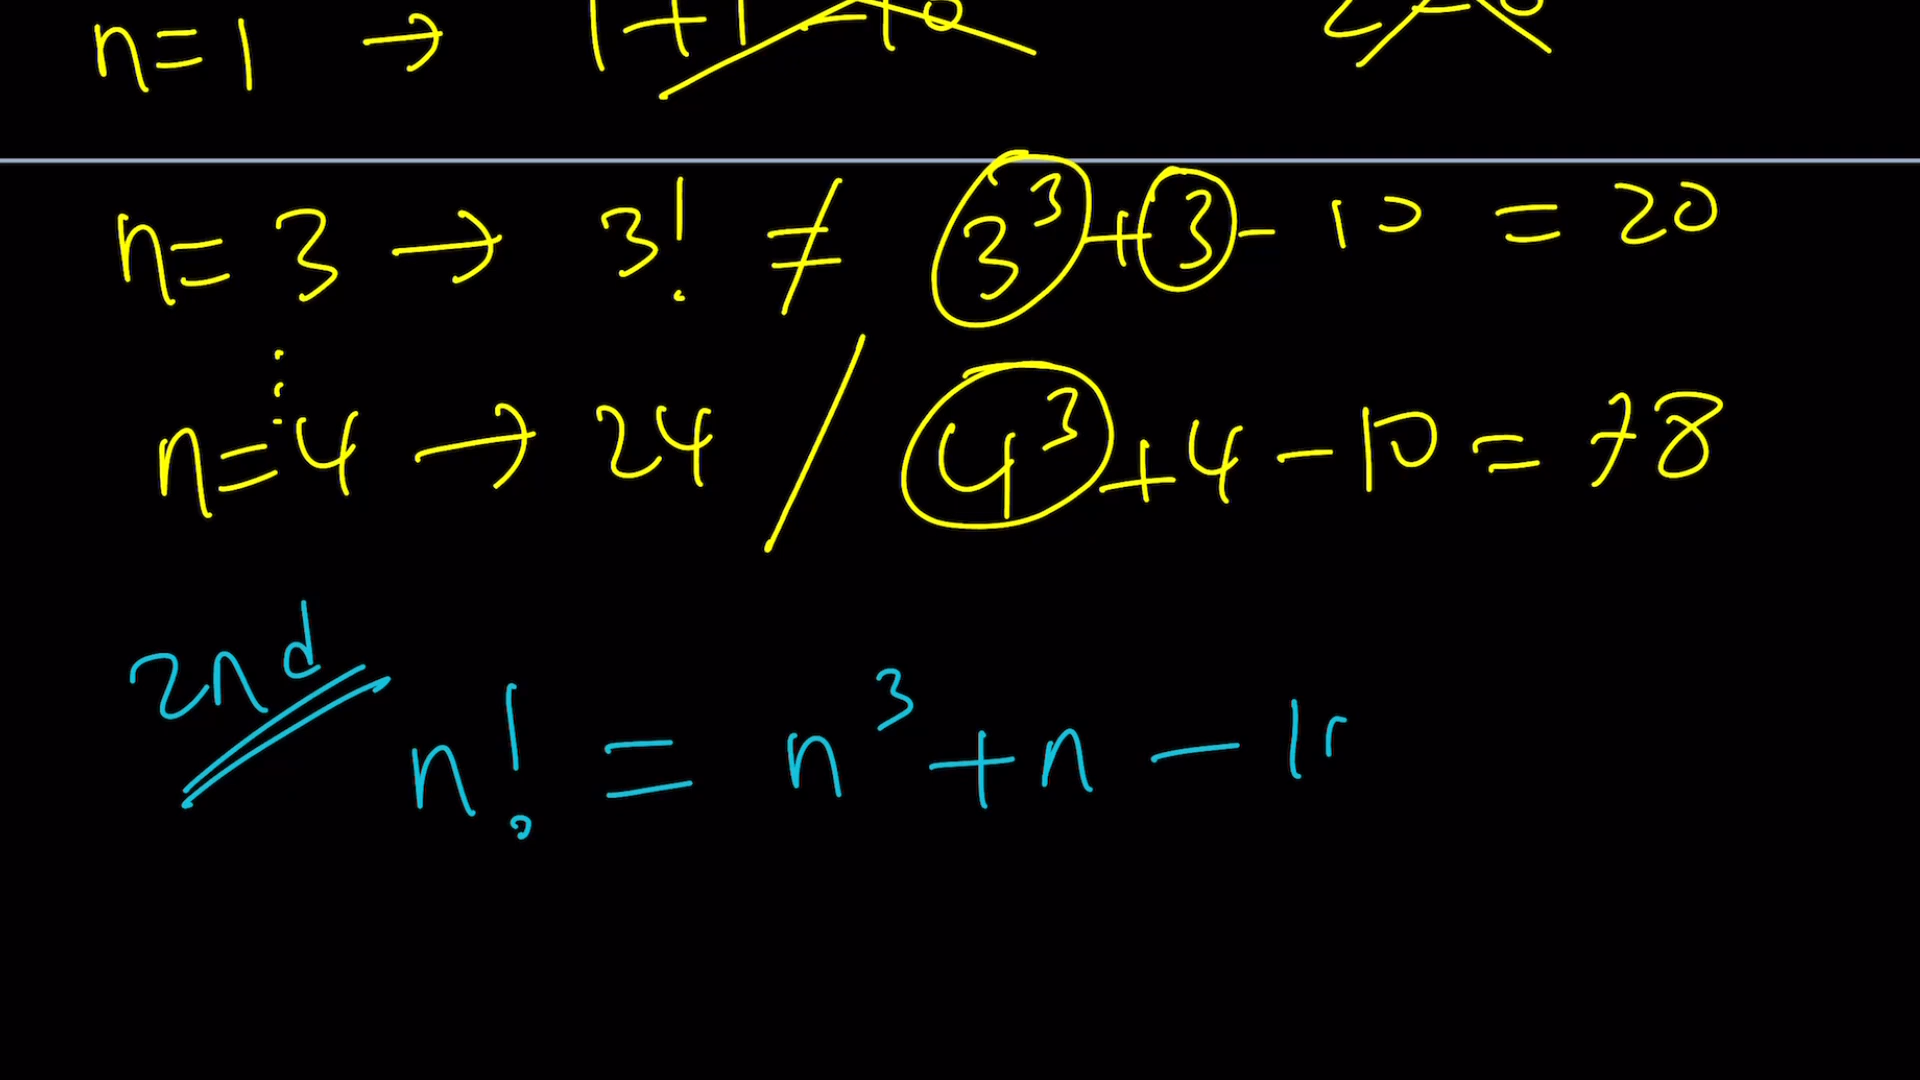 n=1 → 1+1-10
n=3 → 3! ≠ 3³+3-10=20
n=4 → 24 / 4³+4-10=78
2nd
n! = n³+n-1